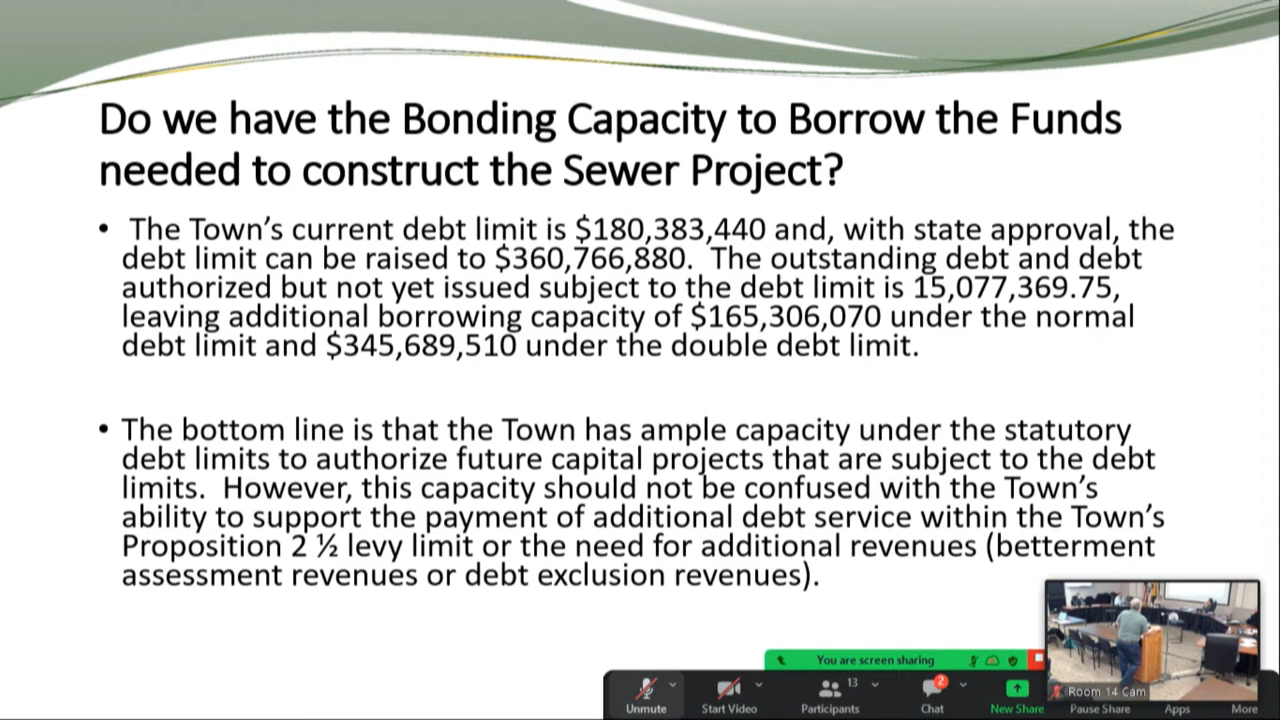 Do we have the Bonding Capacity to Borrow the Funds
needed to construct the Sewer Project?
• The Town’s current debt limit is $180,383,440 and, with state approval, the
debt limit can be raised to $360,766,880. The outstanding debt and debt
authorized but not yet issued subject to the debt limit is 15,077,369.75,
leaving additional borrowing capacity of $165,306,070 under the normal
debt limit and $345,689,510 under the double debt limit.
• The bottom line is that the Town has ample capacity under the statutory
debt limits to authorize future capital projects that are subject to the debt
limits. However, this capacity should not be confused with the Town’s
ability to support the payment of additional debt service within the Town’s
Proposition 2 ½ levy limit or the need for additional revenues (betterment
assessment revenues or debt exclusion revenues).
You are screen sharing
Room 14 Cam
13
2
Unmute Start Video Participants Chat New Share Pause Share Apps More